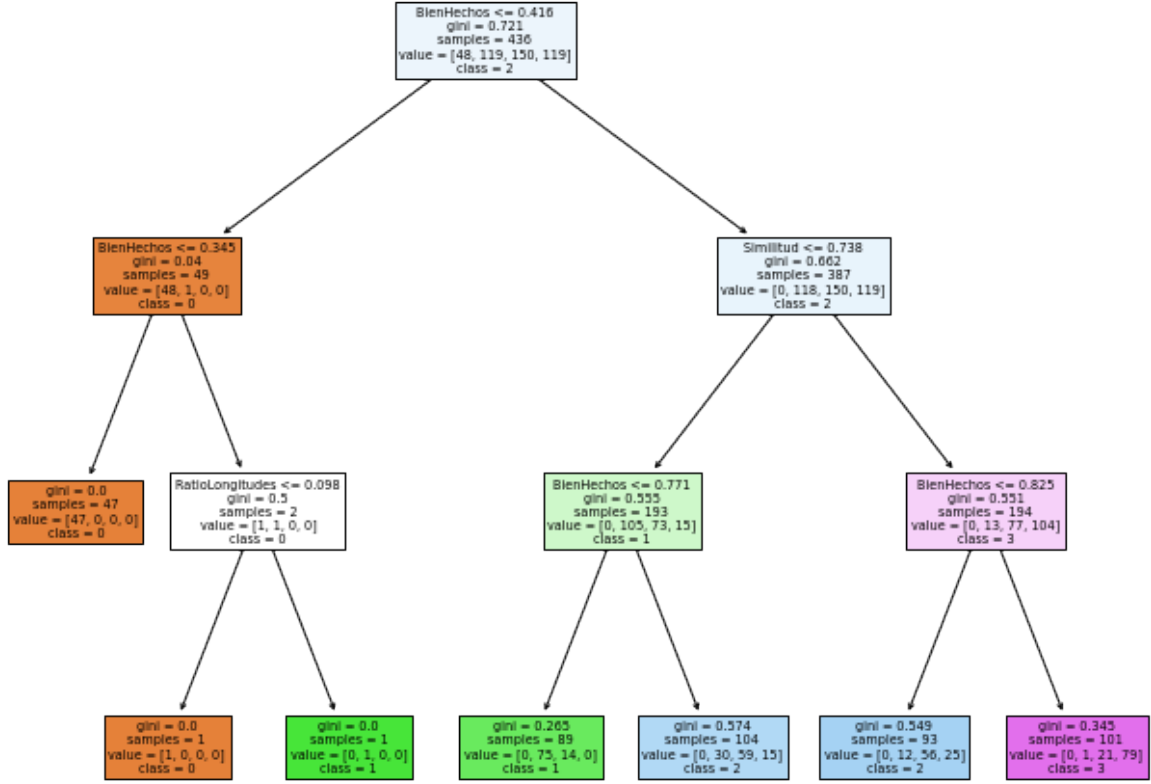 BienHechos <= 0.416
gini = 0.721
samples = 436
value = [48, 119, 150, 119]
class = 2
BienHechos <= 0.345
gini = 0.04
samples = 49
value = [48, 1, 0, 0]
class = 0
Similitud <= 0.738
gini = 0.662
samples = 387
value = [0, 118, 150, 119]
class = 2
gini = 0.0
samples = 47
value = [47, 0, 0, 0]
class = 0
RatioLongitudes <= 0.098
gini = 0.5
samples = 2
value = [1, 1, 0, 0]
class = 0
BienHechos <= 0.771
gini = 0.555
samples = 193
value = [0, 105, 73, 15]
class = 1
BienHechos <= 0.825
gini = 0.551
samples = 194
value = [0, 13, 77, 104]
class = 3
gini = 0.0
samples = 1
value = [1, 0, 0, 0]
class = 0
gini = 0.0
samples = 1
value = [0, 1, 0, 0]
class = 1
gini = 0.265
samples = 89
value = [0, 75, 14, 0]
class = 1
gini = 0.574
samples = 104
value = [0, 30, 59, 15]
class = 2
gini = 0.549
samples = 93
value = [0, 12, 56, 25]
class = 2
gini = 0.345
samples = 101
value = [0, 1, 21, 79]
class = 3